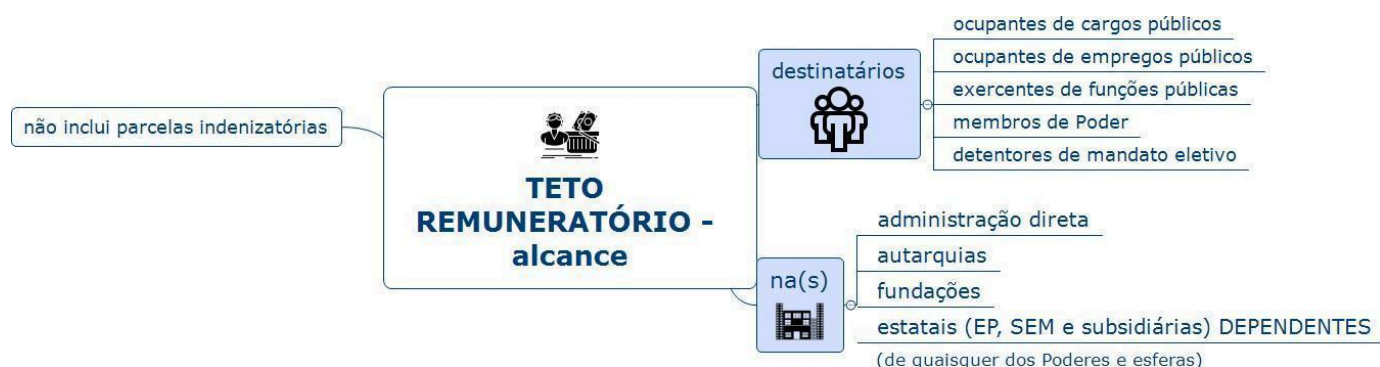 não inclui parcelas indenizatórias
TETO
REMUNERATÓRIO -
alcance
destinatários
ocupantes de cargos públicos
ocupantes de empregos públicos
exercentes de funções públicas
membros de Poder
detentores de mandato eletivo
na(s)
administração direta
autarquias
fundações
estatais (EP, SEM e subsidiárias) DEPENDENTES
(de quaisquer dos Poderes e esferas)